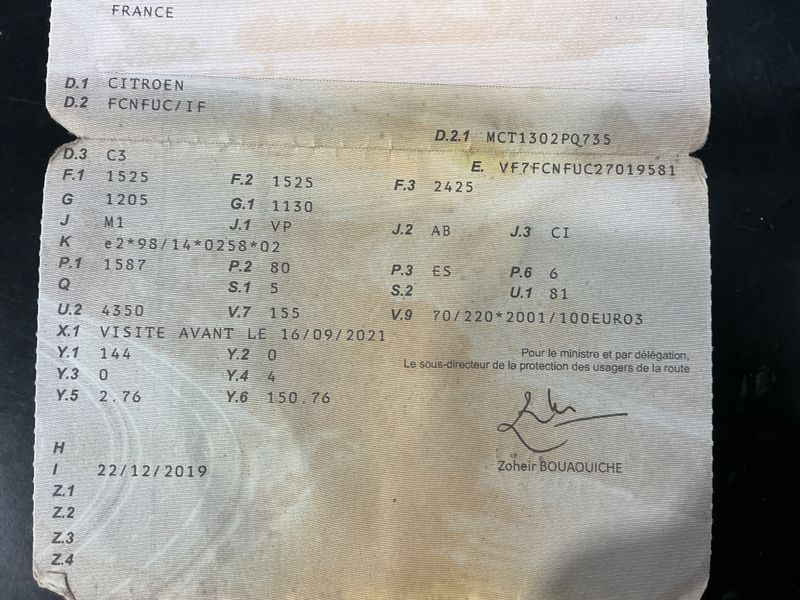 FRANCE
D.1 CITROEN
D.2 FCNFUC/IF
D.2.1 MCT1302PQ735
D.3 C3
E. VF7FCNFUC27019581
F.1 1525 F.2 1525 F.3 2425
G 1205 G.1 1130
J M1 J.1 VP J.2 AB J.3 CI
K e2*98/14*0258*02
P.1 1587 P.2 80 P.3 ES P.6 6
Q S.1 5 S.2 U.1 81
U.2 4350 V.7 155 V.9 70/220*2001/100EURO3
X.1 VISITE AVANT LE 16/09/2021
Y.1 144 Y.2 0
Pour le ministre et par délégation,
Le sous-directeur de la protection des usagers de la route
Y.3 0 Y.4 4
Y.5 2.76 Y.6 150.76
H
Zoheir BOUAOUICHE
I 22/12/2019
Z.1
Z.2
Z.3
Z.4